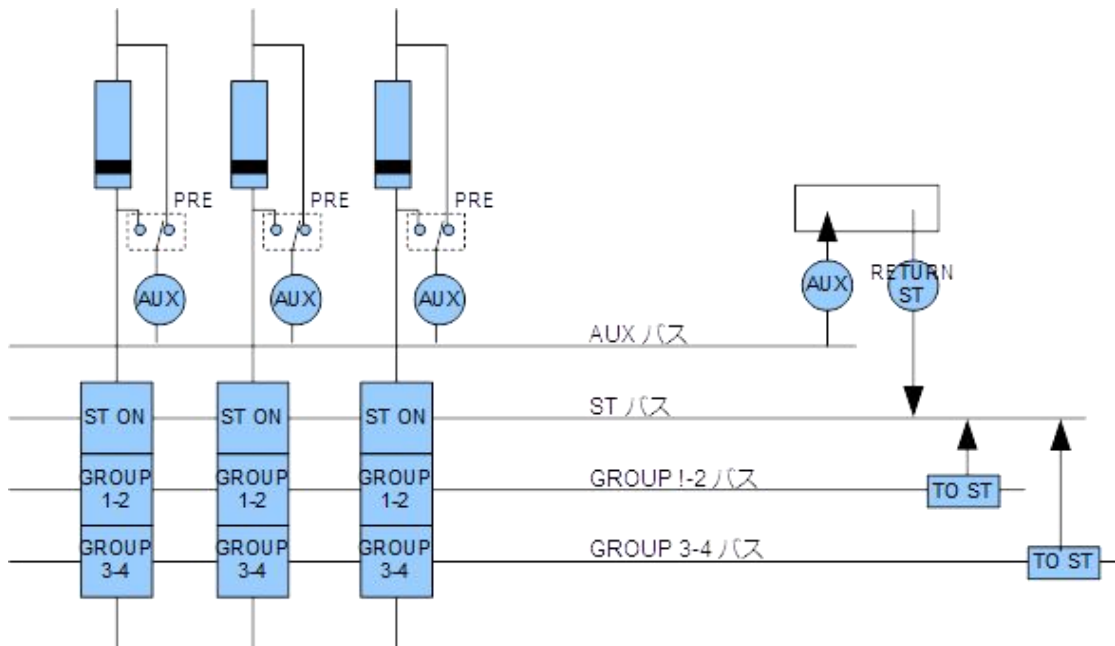 PRE PRE PRE
AUX AUX AUX
AUX
RETURN
ST
AUX バス
ST ON ST ON ST ON
ST バス
GROUP
1-2
GROUP
1-2
GROUP
1-2
GROUP !-2 バス
TO ST
GROUP
3-4
GROUP
3-4
GROUP
3-4
GROUP 3-4 バス
TO ST